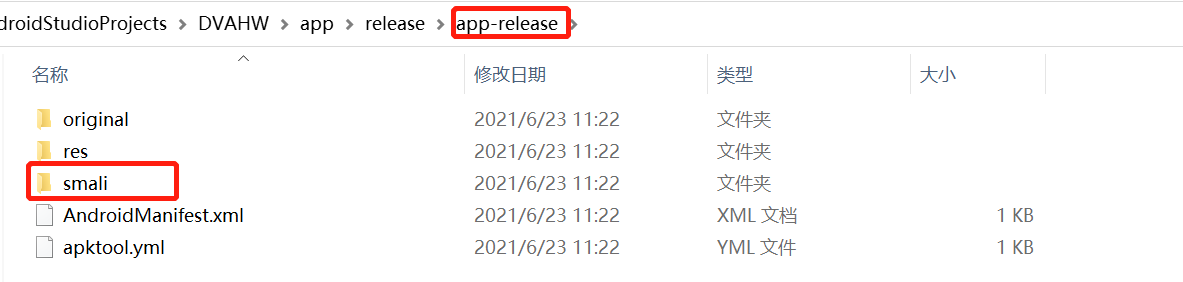 droidStudioProjects > DVAHW > app > release > app-release >
名称 修改日期 类型 大小
original 2021/6/23 11:22 文件夹
res 2021/6/23 11:22 文件夹
smali 2021/6/23 11:22 文件夹
AndroidManifest.xml 2021/6/23 11:22 XML 文档 1 KB
apktool.yml 2021/6/23 11:22 YML 文件 1 KB